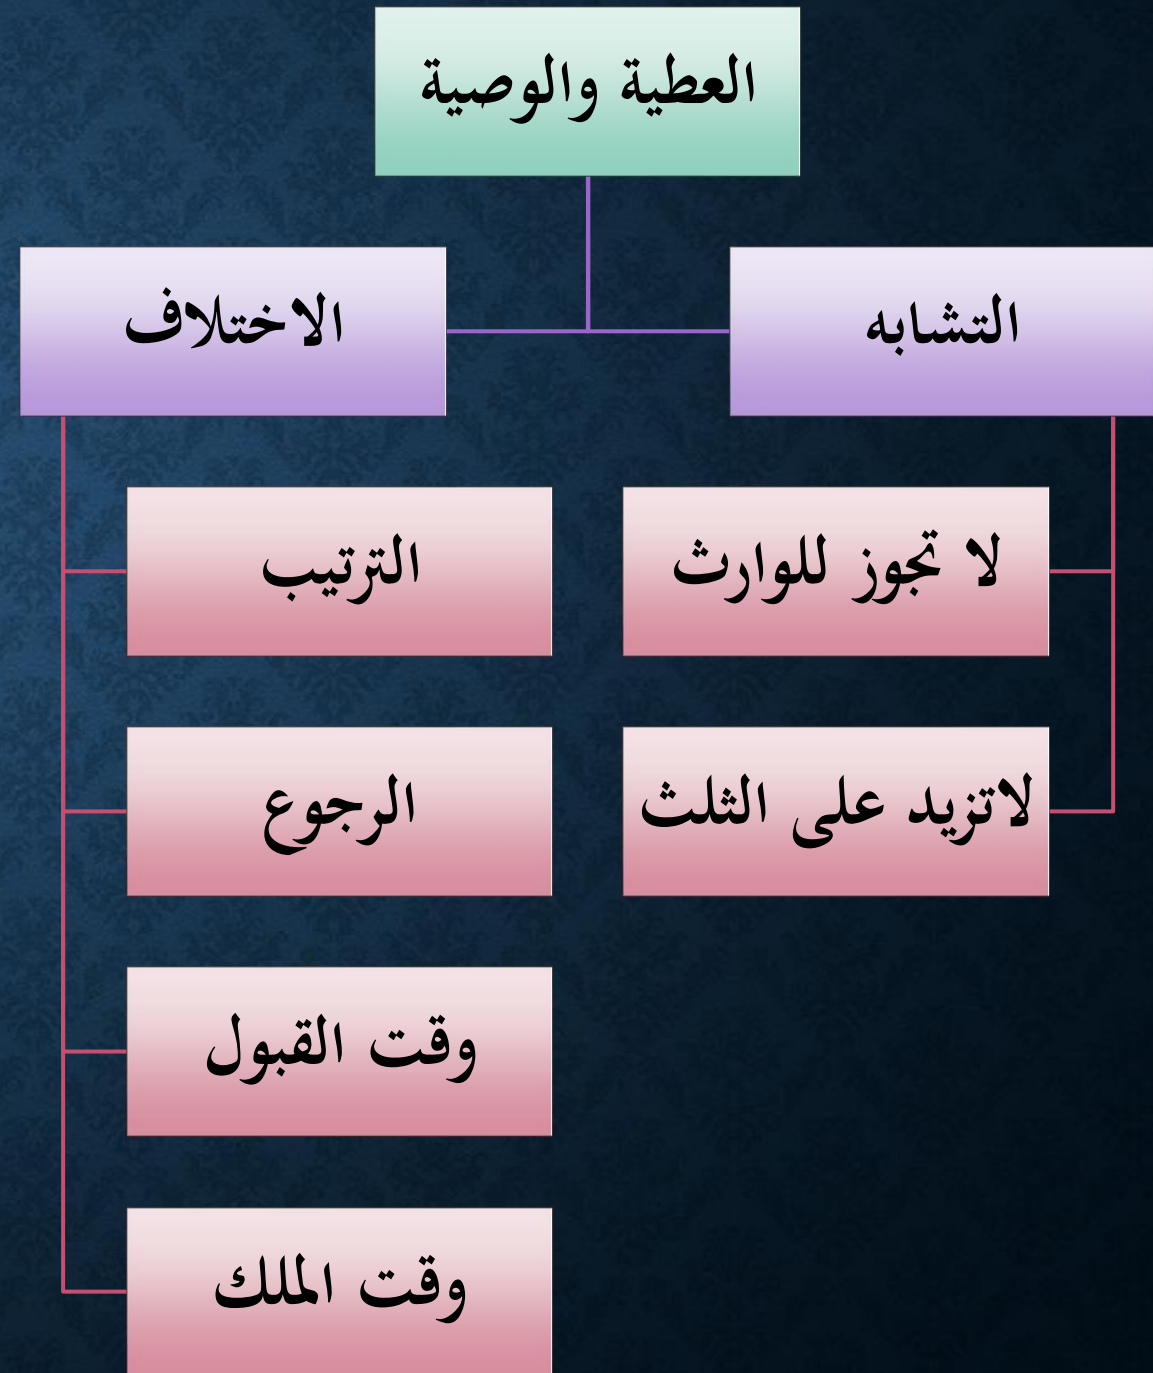 العطية والوصية
التشابه
لا تجوز للوارث
لاتزيد على الثلث
الاختلاف
الترتيب
الرجوع
وقت القبول
وقت الملك